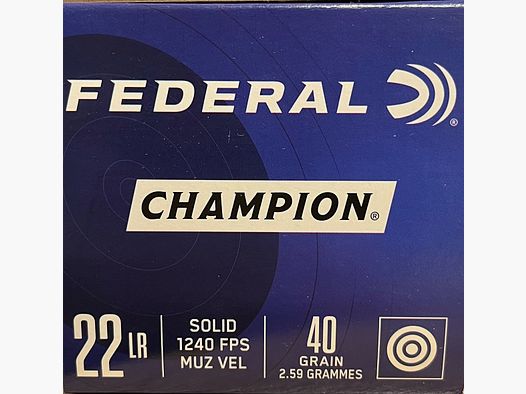 FEDERAL
®
CHAMPION®
22 LR
SOLID
1240 FPS
MUZ VEL
40
GRAIN
2.59 GRAMMES